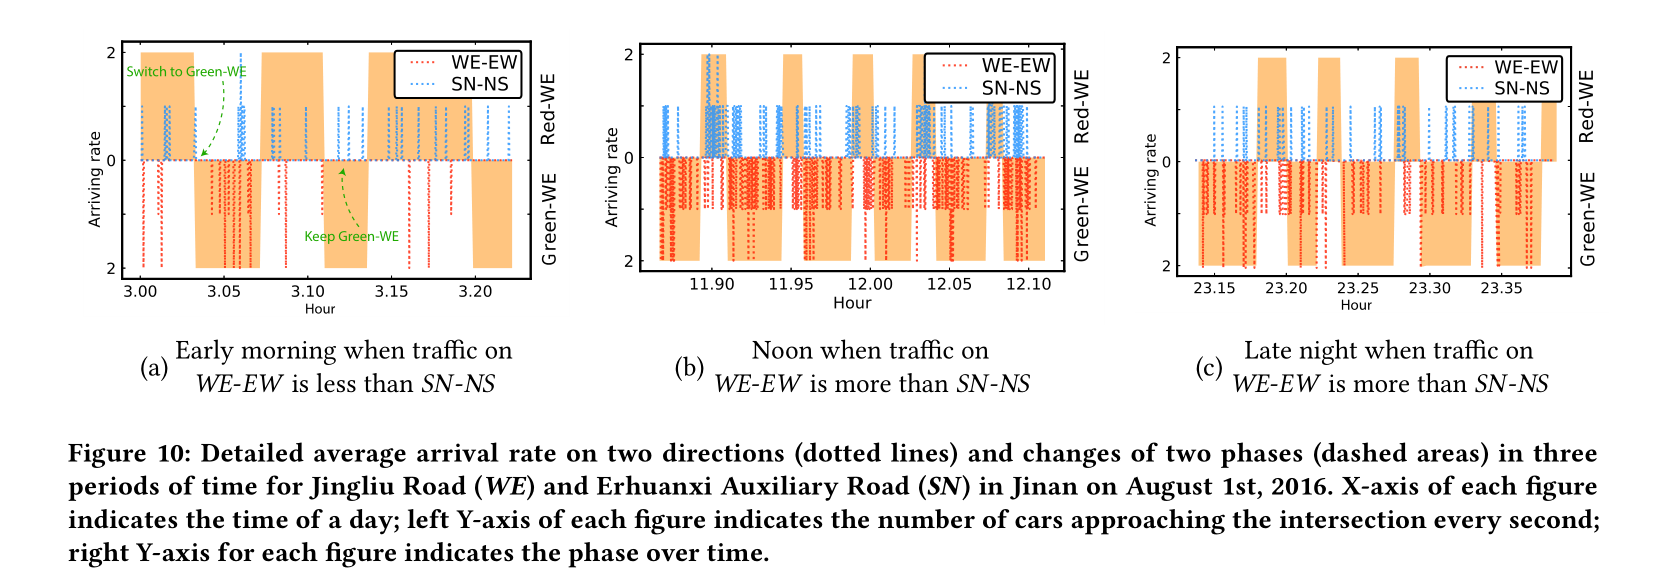 2
0
2
Arriving rate
Switch to Green-WE
Keep Green-WE
WE-EW
SN-NS
Red-WE
Green-WE
3.00 3.05 3.10 3.15 3.20
Hour
2
0
2
Arriving rate
WE-EW
SN-NS
Red-WE
Green-WE
11.90 11.95 12.00 12.05 12.10
Hour
2
0
2
Arriving rate
WE-EW
SN-NS
Red-WE
Green-WE
23.15 23.20 23.25 23.30 23.35
Hour
(a) Early morning when traffic on
WE-EW is less than SN-NS
(b) Noon when traffic on
WE-EW is more than SN-NS
(c) Late night when traffic on
WE-EW is more than SN-NS
Figure 10: Detailed average arrival rate on two directions (dotted lines) and changes of two phases (dashed areas) in three
periods of time for Jingliu Road (WE) and Erhuanxi Auxiliary Road (SN) in Jinan on August 1st, 2016. X-axis of each figure
indicates the time of a day; left Y-axis of each figure indicates the number of cars approaching the intersection every second;
right Y-axis for each figure indicates the phase over time.